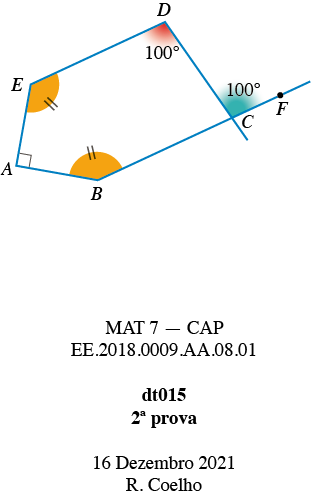 D
100°
E
100°
F
C
A
B
MAT 7 — CAP
EE.2018.0009.AA.08.01
dt015
2ª prova
16 Dezembro 2021
R. Coelho